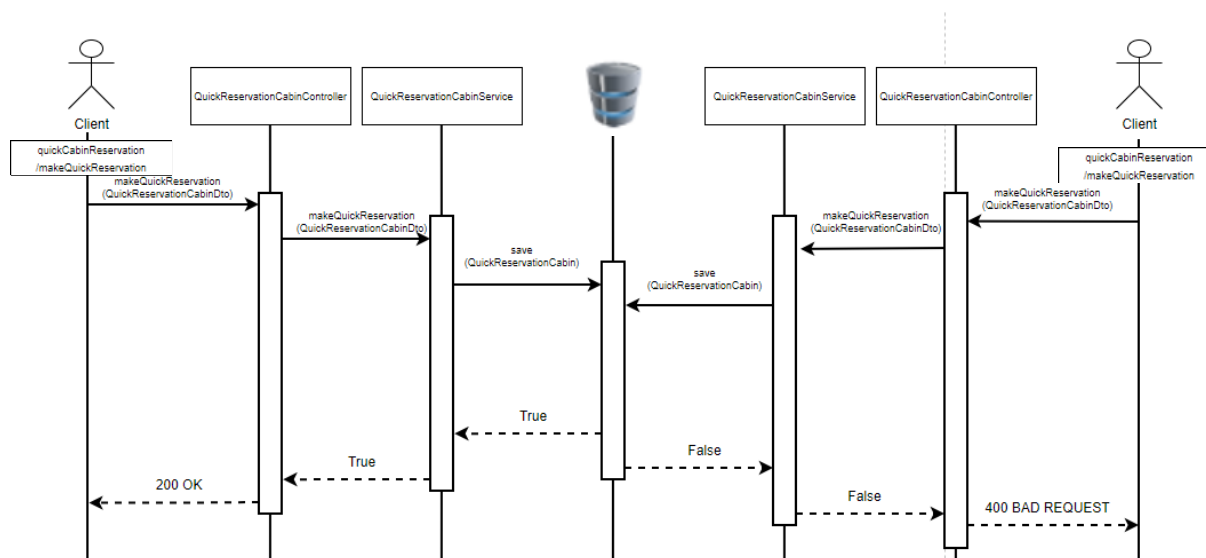 Client
QuickReservationCabinController
QuickReservationCabinService
QuickReservationCabinService
QuickReservationCabinController
Client
quickCabinReservation
/makeQuickReservation
quickCabinReservation
/makeQuickReservation
makeQuickReservation
(QuickReservationCabinDto)
makeQuickReservation
(QuickReservationCabinDto)
makeQuickReservation
(QuickReservationCabinDto)
makeQuickReservation
(QuickReservationCabinDto)
save
(QuickReservationCabin)
save
(QuickReservationCabin)
True
False
True
False
200 OK
400 BAD REQUEST